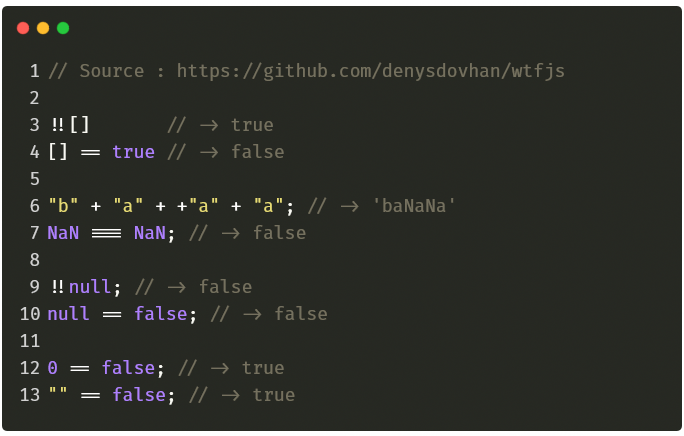 1 // Source : https://github.com/denysdovhan/wtfjs
2
3 !![]       // -> true
4 [] == true // -> false
5
6 "b" + "a" + +"a" + "a"; // -> 'baNaNa'
7 NaN === NaN; // -> false
8
9 !!null; // -> false
10 null == false; // -> false
11
12 0 == false; // -> true
13 "" == false; // -> true